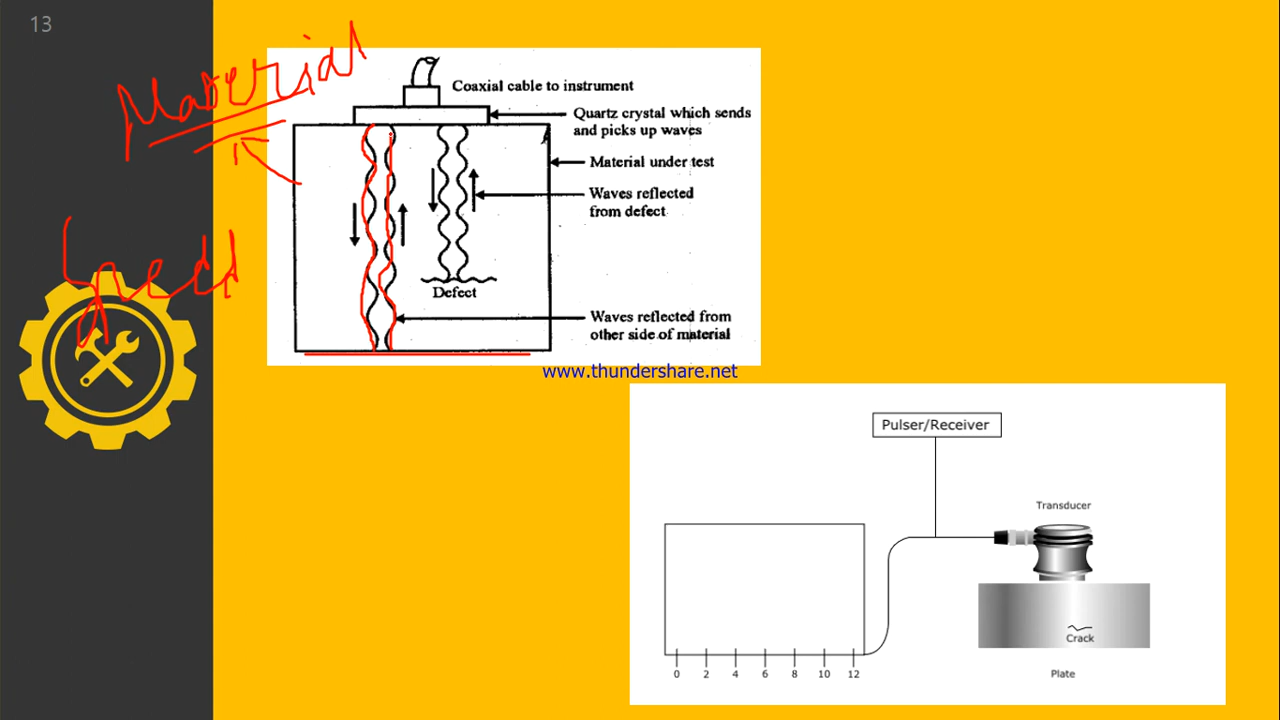 13
Material
Speed
Coaxial cable to instrument
Quartz crystal which sends
and picks up waves
Material under test
Waves reflected
from defect
Defect
Waves reflected from
other side of material
www.thundershare.net
Pulser/Receiver
Transducer
Crack
0 2 4 6 8 10 12
Plate